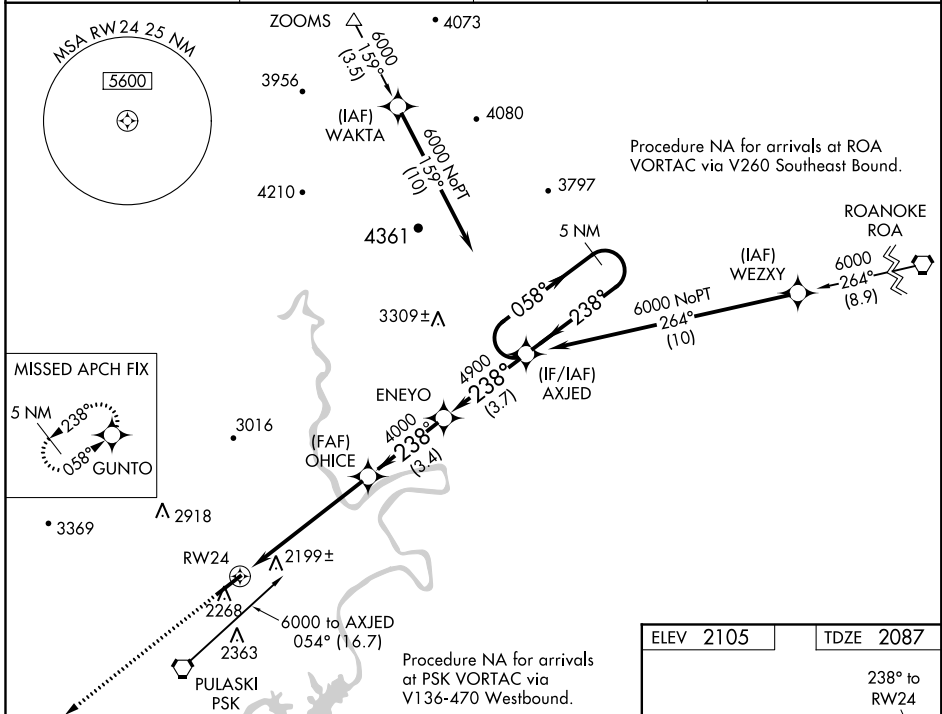 MSA RW 24 25 NM
5600
ZOOMS
4073
6000
159°
(3.5)
3956
(IAF)
WAKTA
4080
6000 NoPT
159°
(10)
Procedure NA for arrivals at ROA
VORTAC via V260 Southeast Bound.
4210
3797
4361
5 NM
ROANOKE
ROA
(IAF)
WEZXY
6000
264°
(8.9)
058°
238°
6000 NoPT
264°
(10)
3309±
MISSED APCH FIX
5 NM
238°
058°
GUNTO
4900
238°
(3.7)
(IF/IAF)
AXJED
ENEYO
4000
238°
(3.4)
3016
(FAF)
OHICE
3369
2918
RW24
2199±
2268
6000 to AXJED
054° (16.7)
2363
PULASKI
PSK
Procedure NA for arrivals
at PSK VORTAC via
V136-470 Westbound.
ELEV 2105
TDZE 2087
238° to
RW24